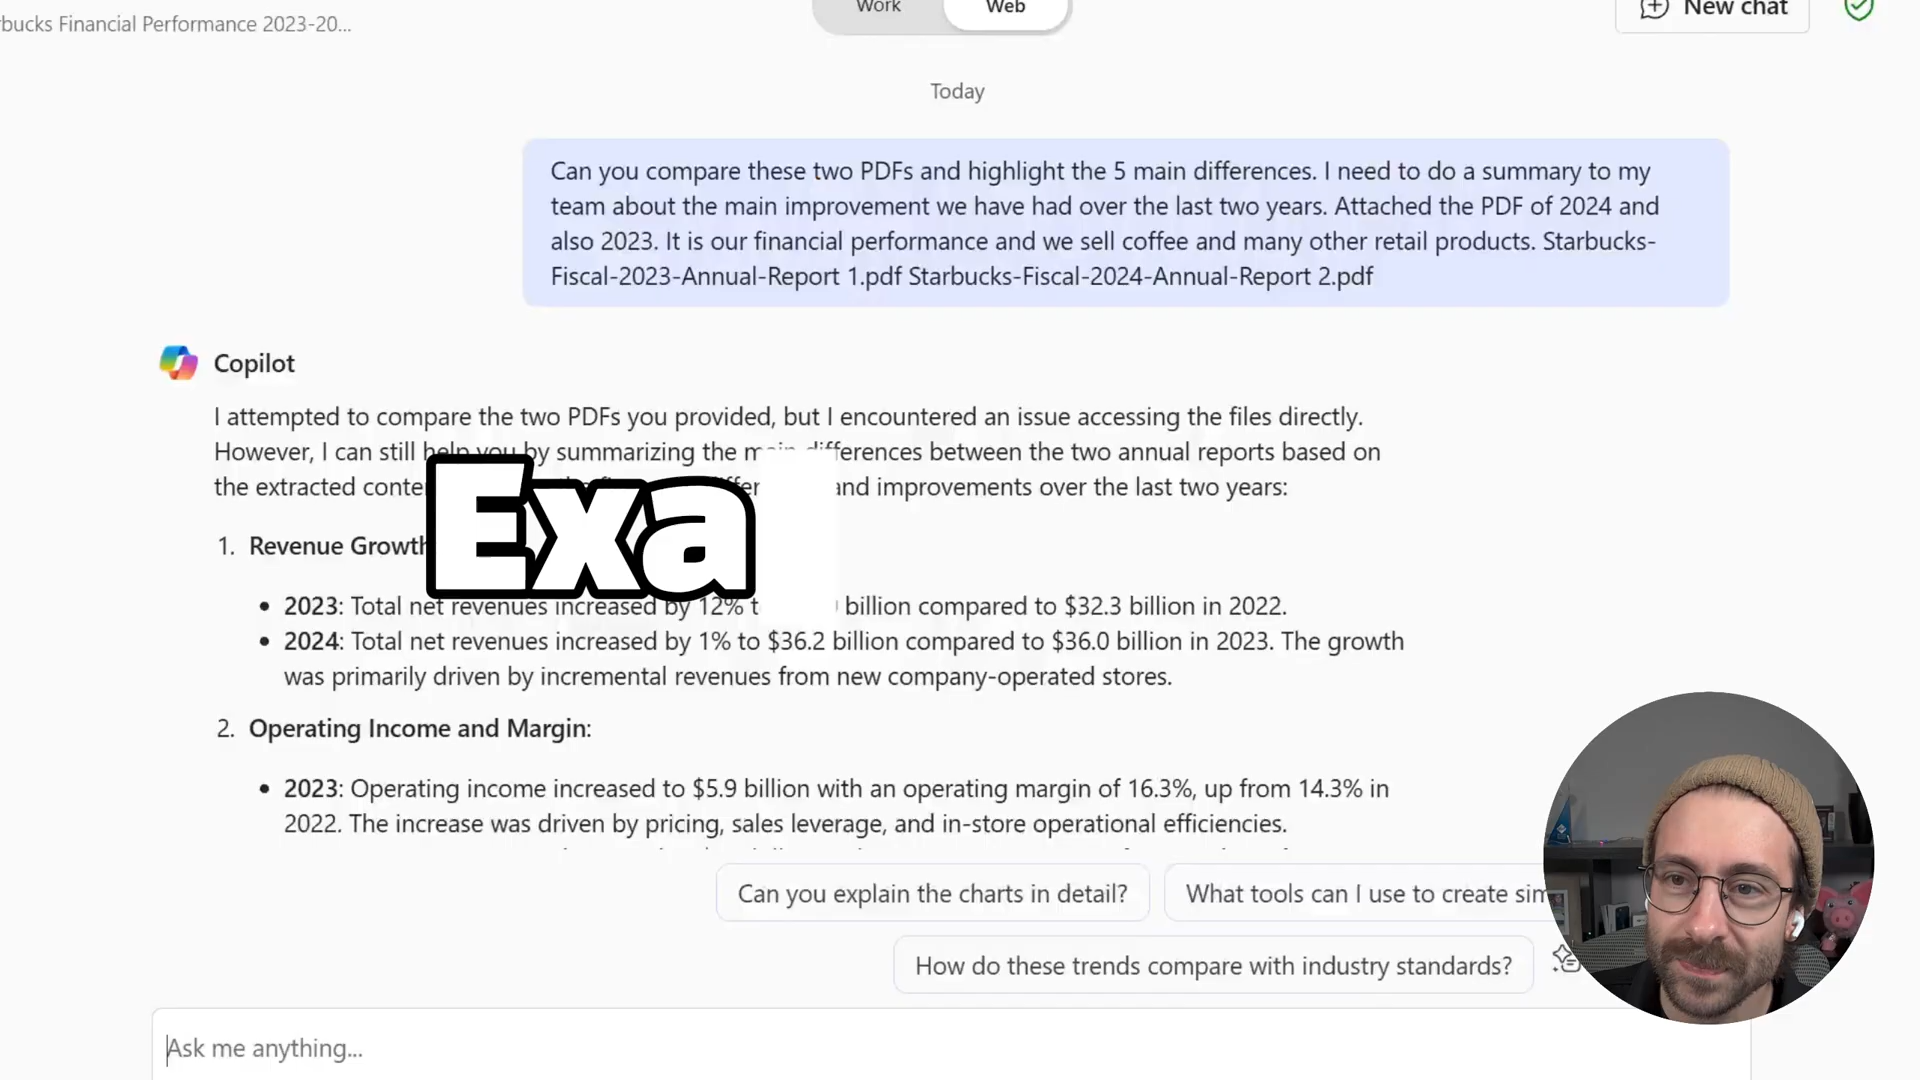 rbucks Financial Performance 2023-20...
Work
Web
New chat
Today
Can you compare these two PDFs and highlight the 5 main differences. I need to do a summary to my
team about the main improvement we have had over the last two years. Attached the PDF of 2024 and
also 2023. It is our financial performance and we sell coffee and many other retail products. Starbucks-
Fiscal-2023-Annual-Report 1.pdf Starbucks-Fiscal-2024-Annual-Report 2.pdf
Copilot
I attempted to compare the two PDFs you provided, but I encountered an issue accessing the files directly.
However, I can still help you by summarizing the main differences between the two annual reports based on
the extracted and improvements over the last two years:
Exa
1. Revenue Growth
• 2023: Total net revenues increased by 12% billion compared to $32.3 billion in 2022.
• 2024: Total net revenues increased by 1% to $36.2 billion compared to $36.0 billion in 2023. The growth
was primarily driven by incremental revenues from new company-operated stores.
2. Operating Income and Margin:
• 2023: Operating income increased to $5.9 billion with an operating margin of 16.3%, up from 14.3% in
2022. The increase was driven by pricing, sales leverage, and in-store operational efficiencies.
Can you explain the charts in detail?
What tools can I use to create sim
How do these trends compare with industry standards?
Ask me anything...